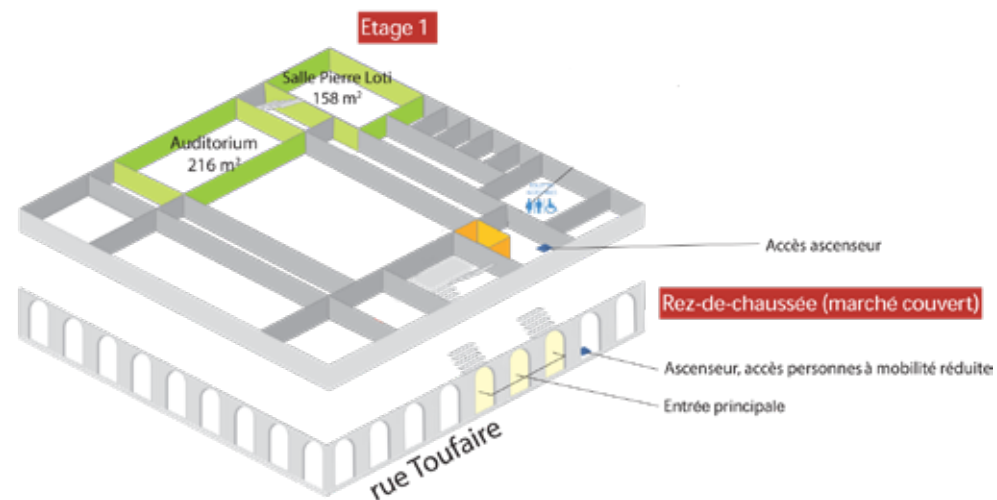 Etage 1
Salle Pierre Loti
158 m²
Auditorium
216 m²
Accès ascenseur
Rez-de-chaussée (marché couvert)
Ascenseur, accès personnes à mobilité réduite
Entrée principale
rue Toufaire